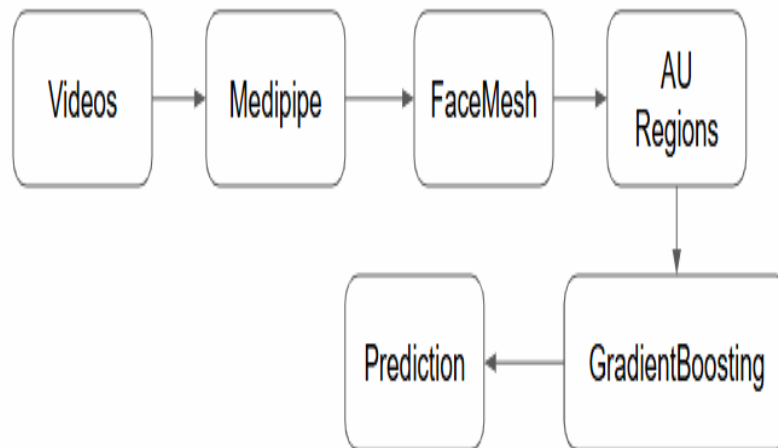 Videos
Medipipe
FaceMesh
AU
Regions
GradientBoosting
Prediction